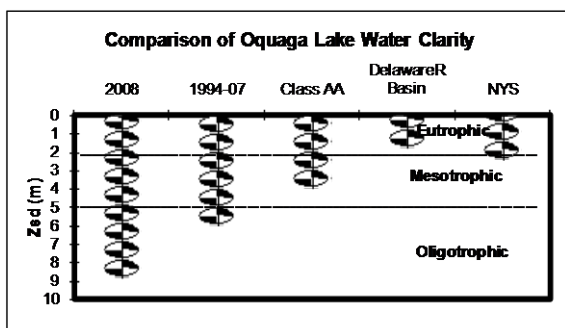 Comparison of Oquaga Lake Water Clarity
2008 1994-07 Class AA DelawareR Basin NYS
0
1
2
3
4
5
6
7
8
9
10
Zsd (m)
Eutrophic
Mesotrophic
Oligotrophic